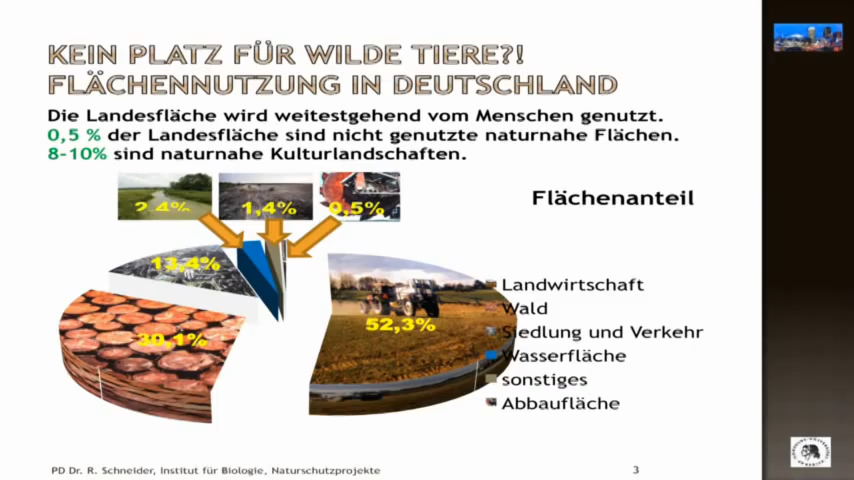 KEIN PLATZ FÜR WILDE TIERE?!
FLÄCHENNUTZUNG IN DEUTSCHLAND
Die Landesfläche wird weitestgehend vom Menschen genutzt.
0,5 % der Landesfläche sind nicht genutzte naturnahe Flächen.
8-10% sind naturnahe Kulturlandschaften.
Flächenanteil
2,4%
1,4%
0,5%
13,4%
30,1%
52,3%
Landwirtschaft
Wald
Siedlung und Verkehr
Wasserfläche
sonstiges
Abbaufläche
PD Dr. R. Schneider, Institut für Biologie, Naturschutzprojekte
3